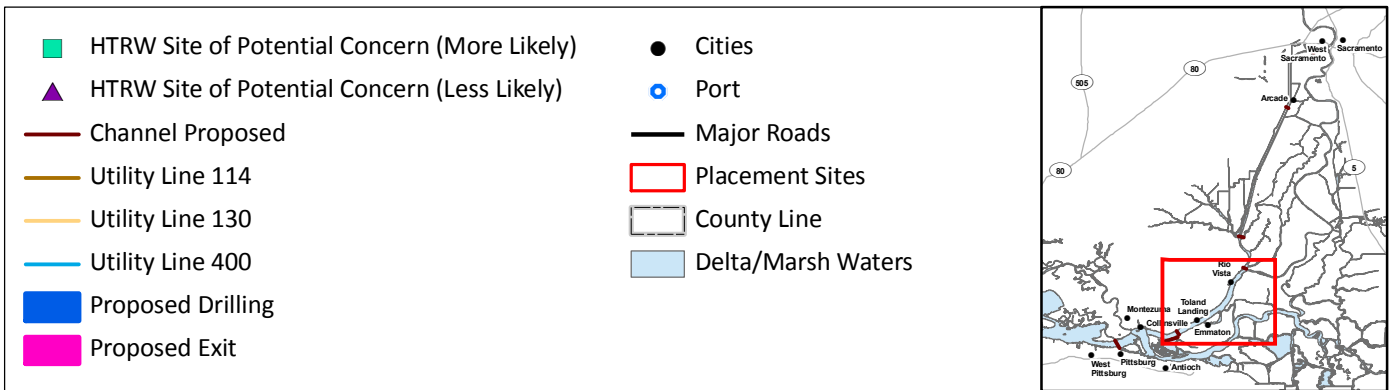 HTRW Site of Potential Concern (More Likely)
HTRW Site of Potential Concern (Less Likely)
Channel Proposed
Utility Line 114
Utility Line 130
Utility Line 400
Proposed Drilling
Proposed Exit
Cities
Port
Major Roads
Placement Sites
County Line
Delta/Marsh Waters
West
Sacramento
Sacramento
80
505
Arcade
80
5
Rio
Vista
Montezuma
Toland
Landing
Collinsville
Emmaton
West
Pittsburg
Pittsburg
Antioch